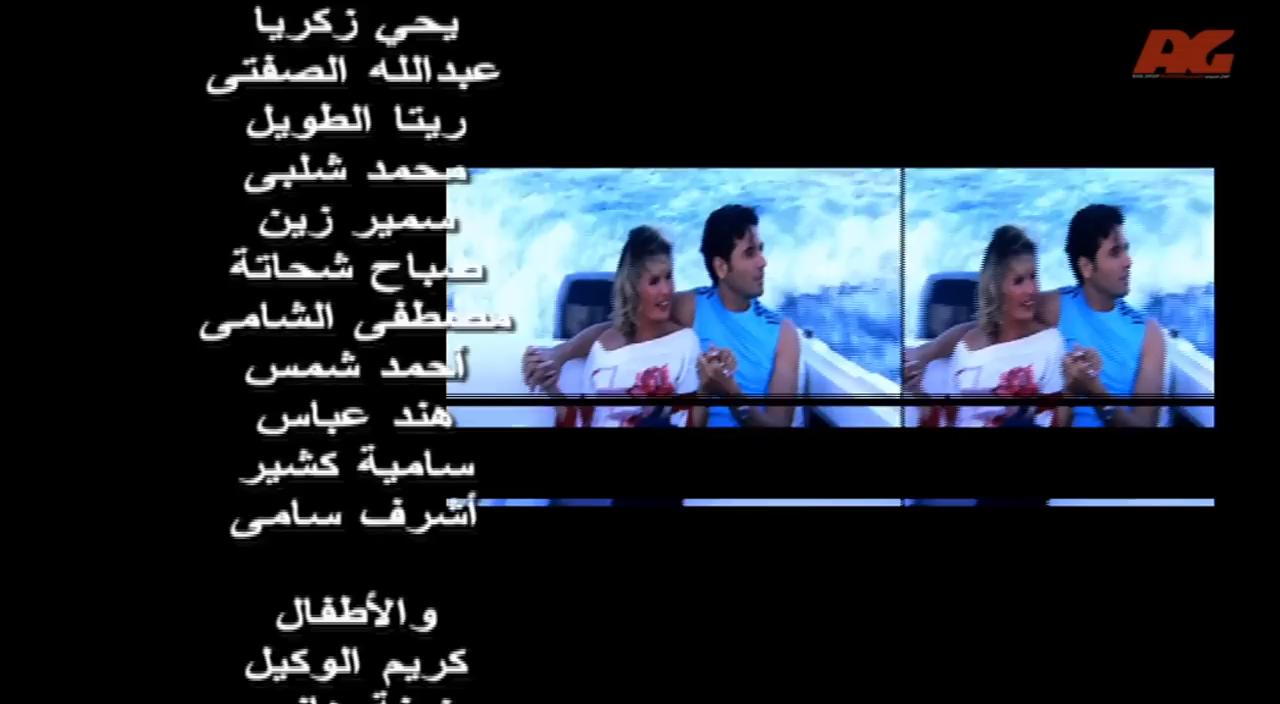 يحي زكريا
عبدالله الصفتى
ريتا الطويل
محمد شلبى
سمير زين
صباح شحاتة
مصطفى الشامى
أحمد شمس
هند عباس
سامية كشير
أشرف سامى
والأطفال
كريم الوكيل
AG